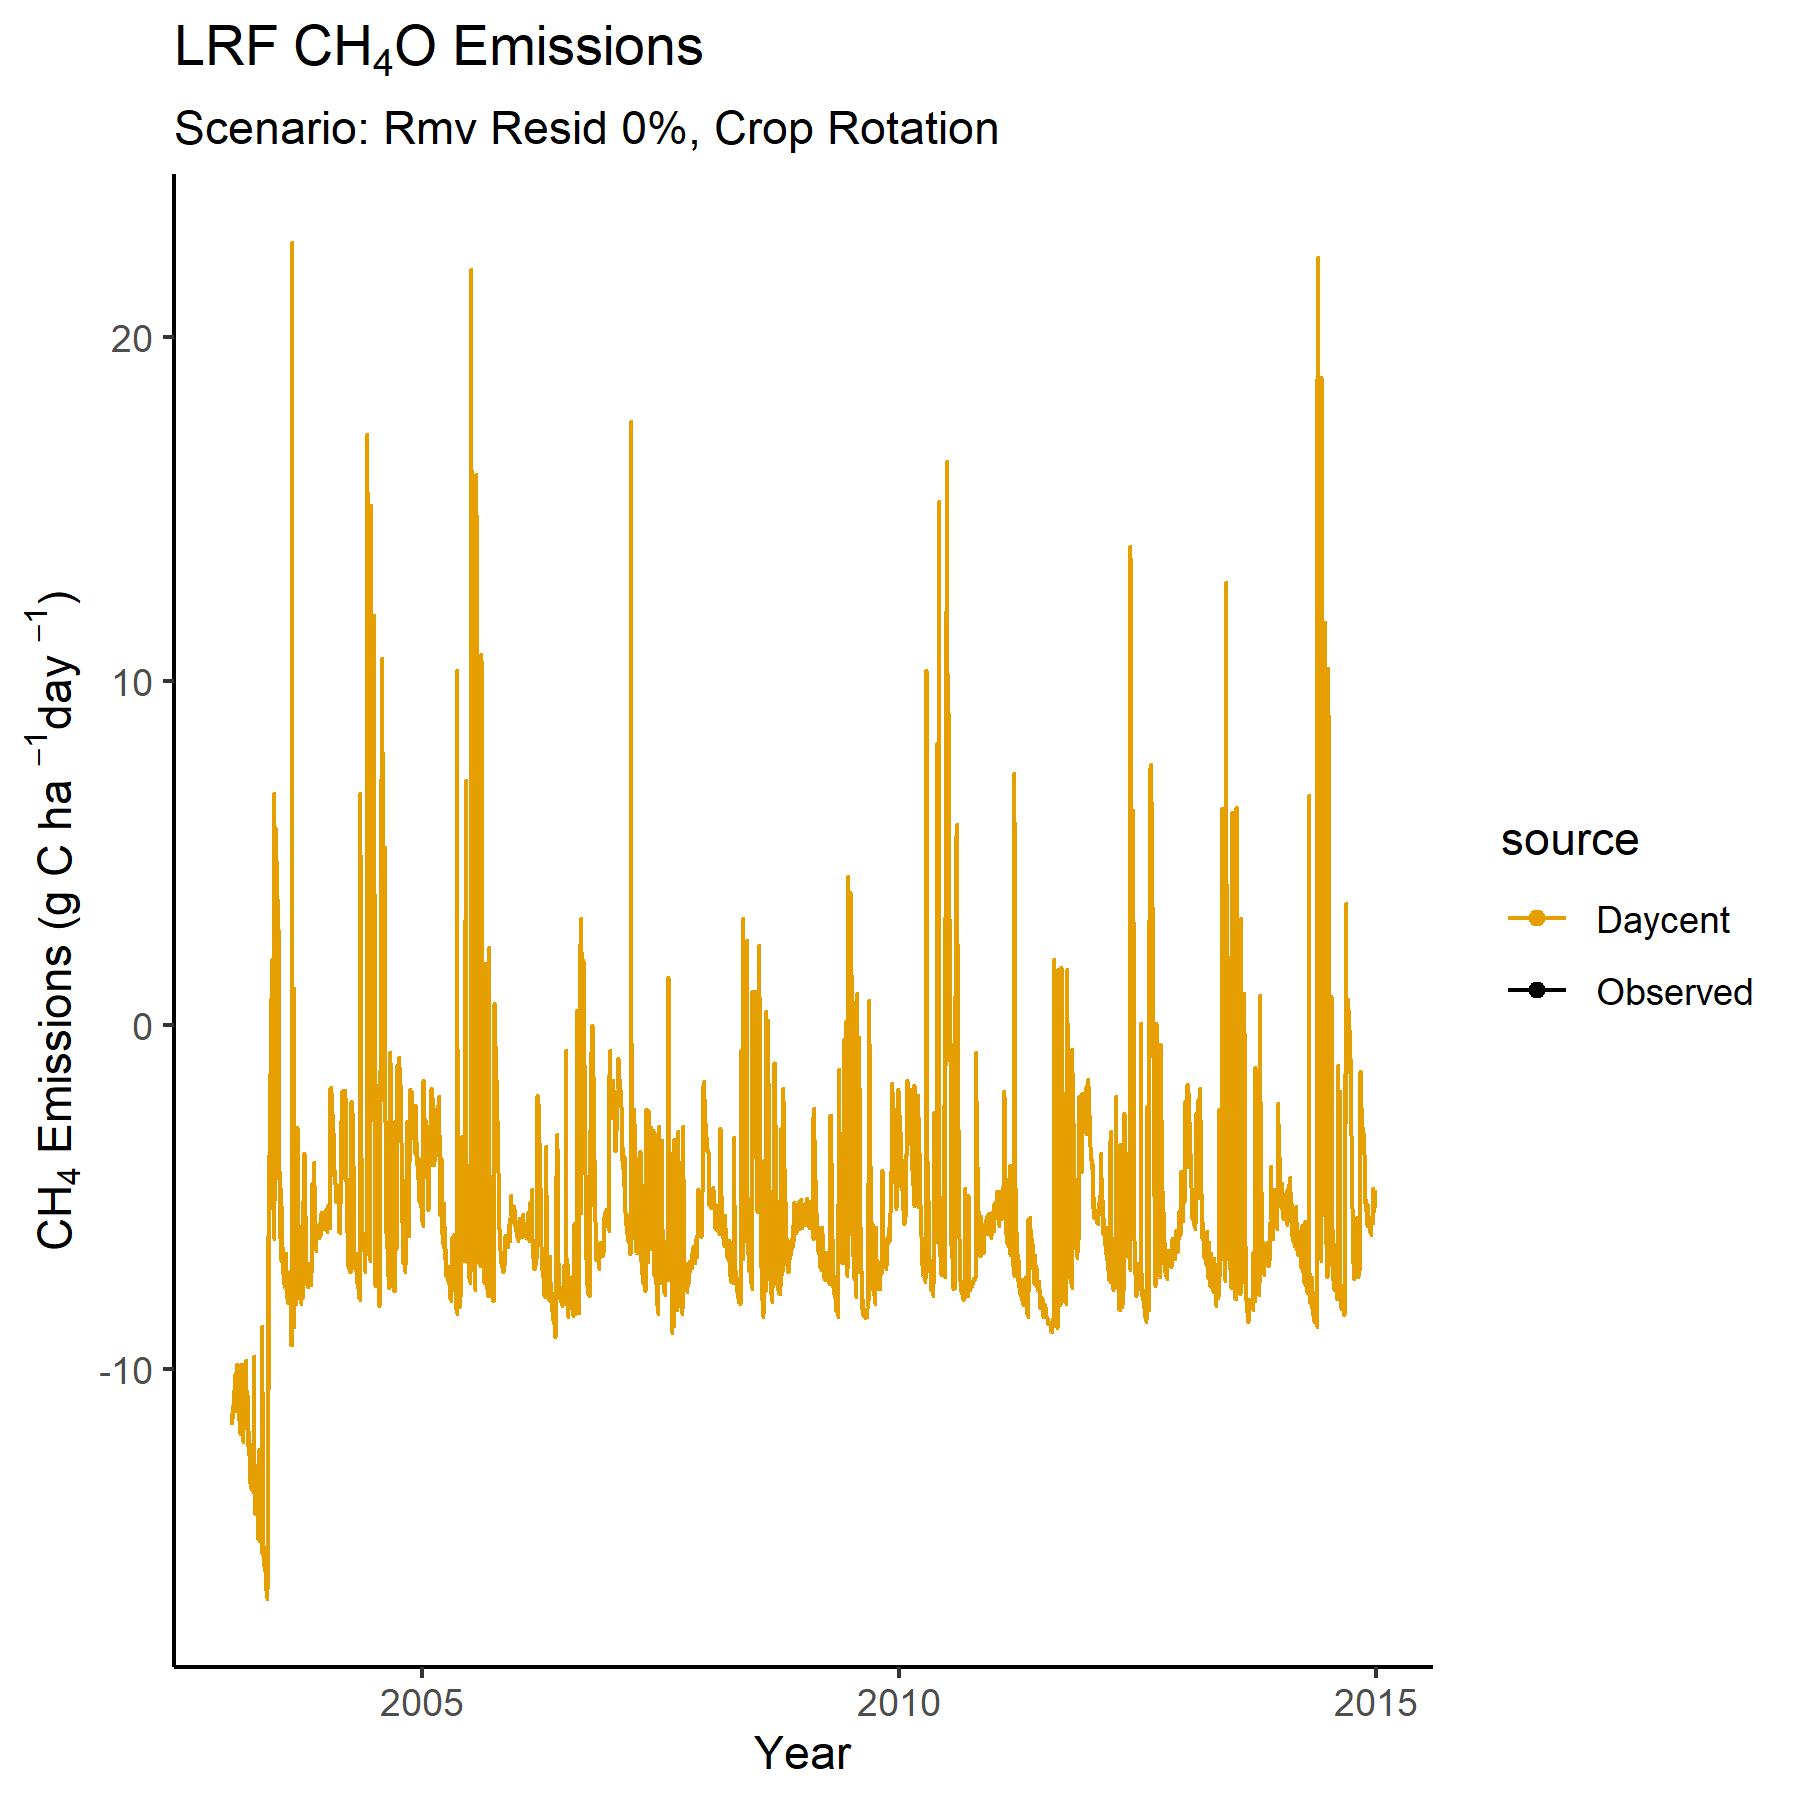 LRF CH₄O Emissions
Scenario: Rmv Resid 0%, Crop Rotation
CH₄ Emissions (g C ha ⁻¹day ⁻¹)
20
10
0
-10
2005 2010 2015
Year
source
Daycent
Observed